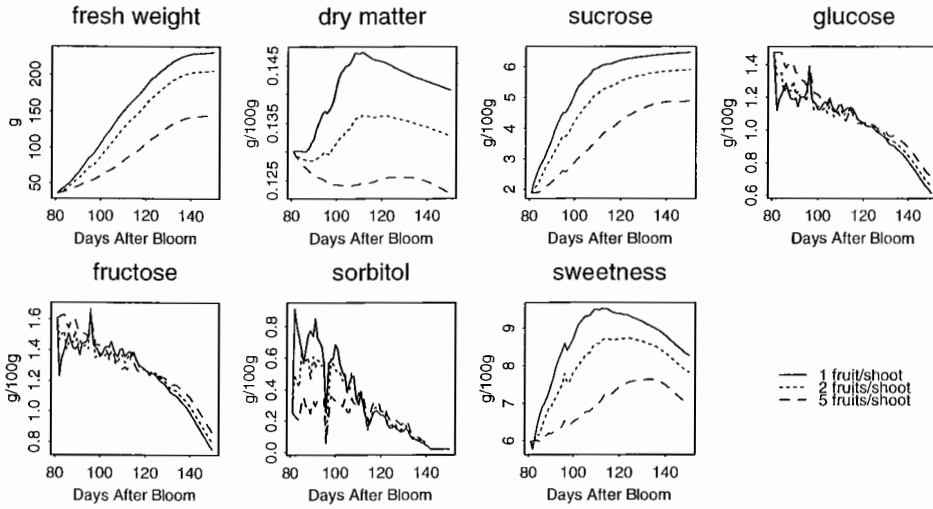 fresh weight
g
50
100
150
200
80
100
120
140
Days After Bloom
dry matter
g/100g
0.125
0.135
0.145
80
100
120
140
Days After Bloom
sucrose
g/100g
2
3
4
5
6
80
100
120
140
Days After Bloom
glucose
g/100g
0.6
0.8
1.0
1.2
1.4
80
100
120
140
Days After Bloom
fructose
g/100g
0.8
1.0
1.2
1.4
1.6
80
100
120
140
Days After Bloom
sorbitol
g/100g
0.0
0.2
0.4
0.6
0.8
80
100
120
140
Days After Bloom
sweetness
g/100g
6
7
8
9
80
100
120
140
Days After Bloom
1 fruit/shoot
2 fruits/shoot
5 fruits/shoot